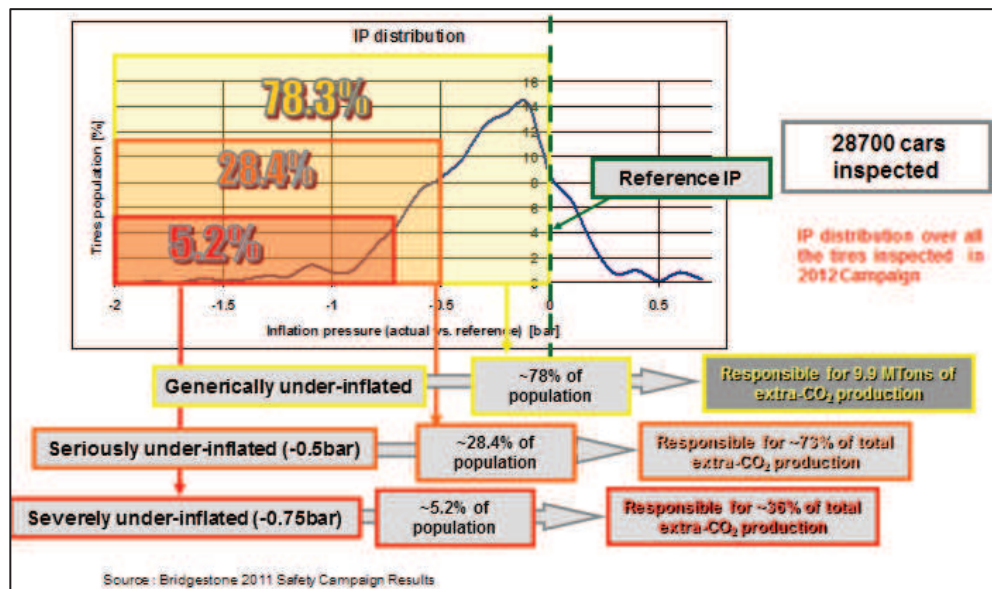 IP distribution
78.3%
28.4%
5.2%
Tires population [%]
16
14
12
10
8
6
4
2
0
-2
-1.5
-1
-0.5
0
0.5
Inflation pressure (actual vs. reference) [bar]
Reference IP
28700 cars
inspected
IP distribution over all
the tires inspected in
2012 Campaign
Generically under-inflated
~78% of
population
Responsible for 9.9 MTons of
extra-CO₂ production
Seriously under-inflated (-0.5bar)
~28.4% of
population
Responsible for ~73% of total
extra-CO₂ production
Severely under-inflated (-0.75bar)
~5.2% of
population
Responsible for ~36% of total
extra-CO₂ production
Source : Bridgestone 2011 Safety Campaign Results